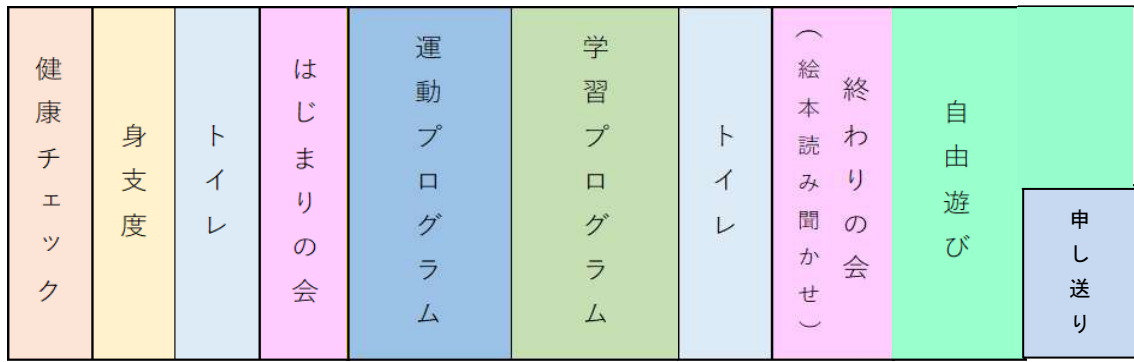 健康チェック
身支度
トイレ
はじまりの会
運動プログラム
学習プログラム
トイレ
終わりの会
（絵本読み聞かせ）
自由遊び
申し送り